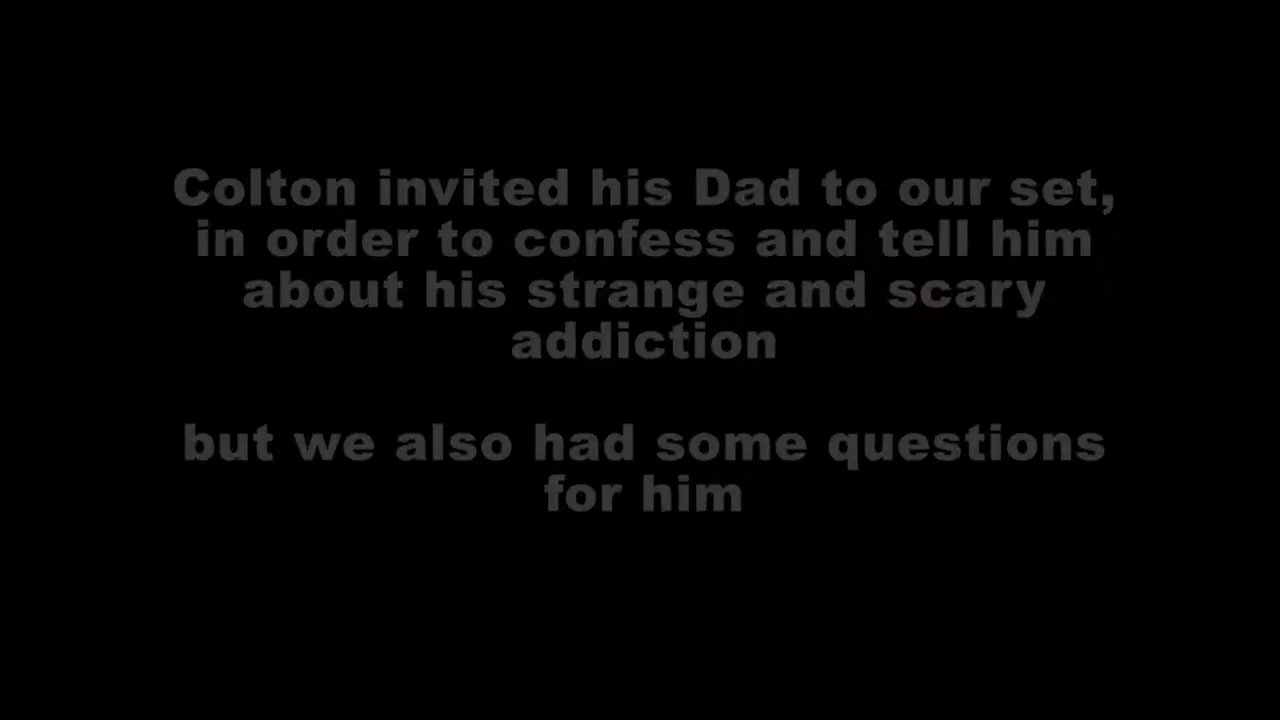 Colton invited his Dad to our set,
in order to confess and tell him
about his strange and scary
addiction
but we also had some questions
for him